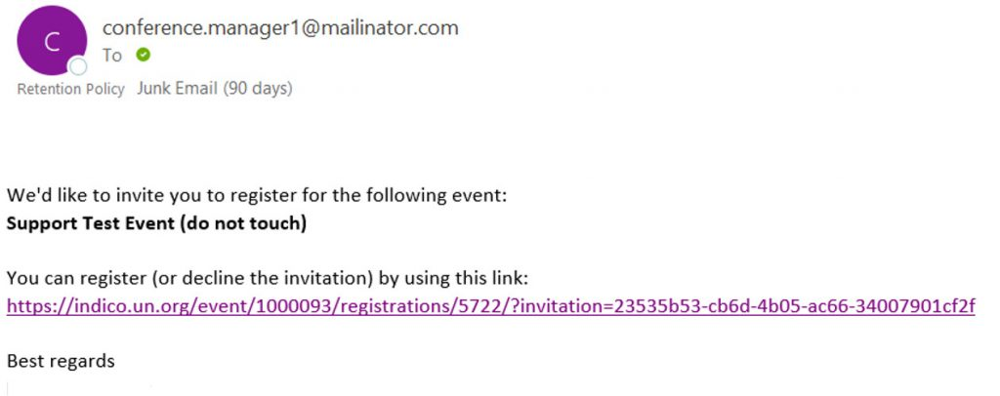 C
conference.manager1@mailinator.com
To
Retention Policy Junk Email (90 days)
We'd like to invite you to register for the following event:
Support Test Event (do not touch)
You can register (or decline the invitation) by using this link:
https://indico.un.org/event/1000093/registrations/5722/?invitation=23535b53-cb6d-4b05-ac66-34007901cf2f
Best regards